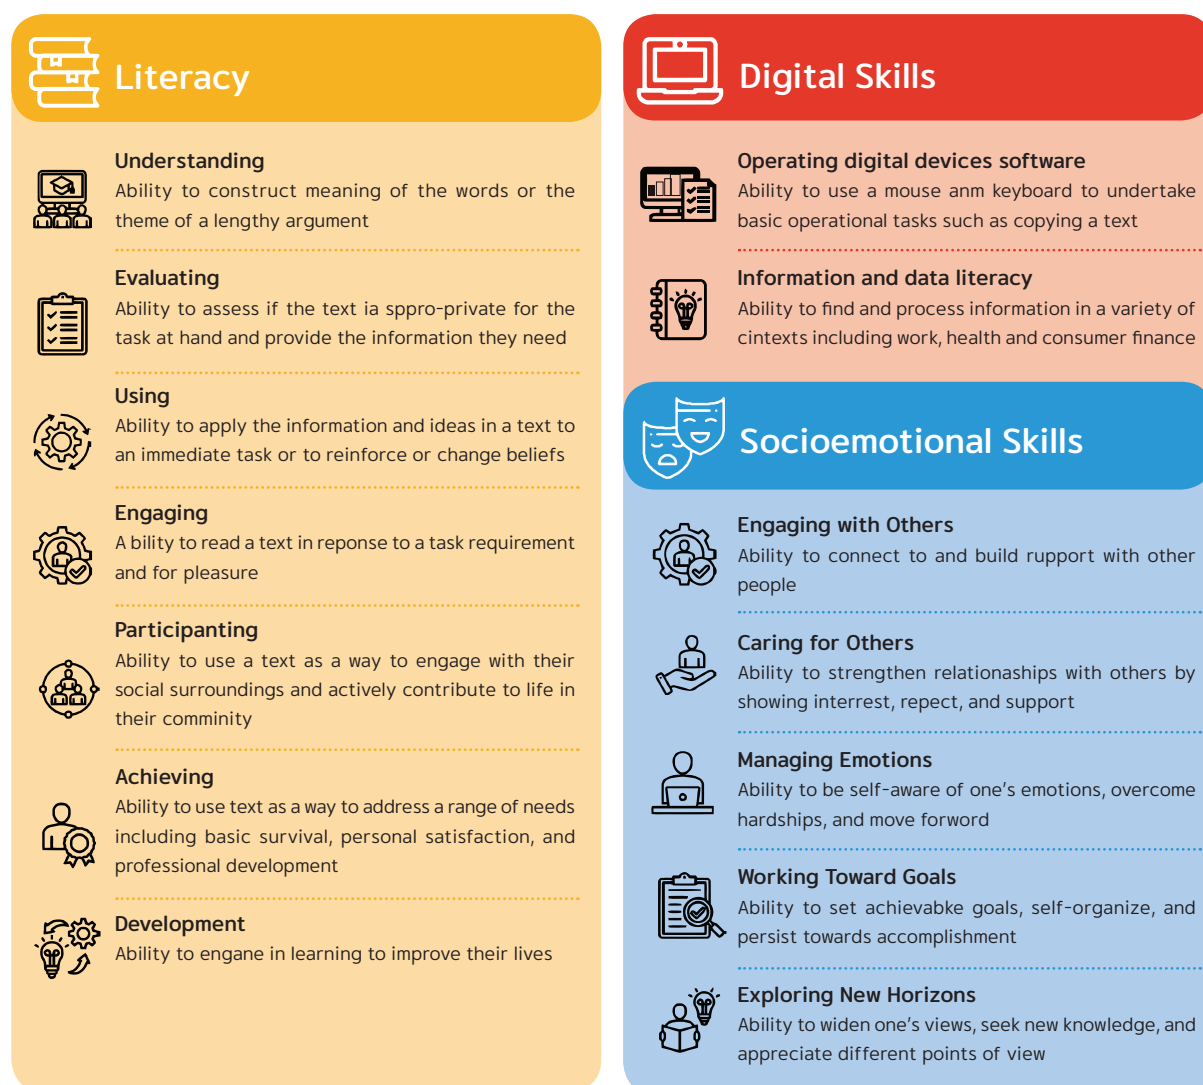 Literacy
Understanding
Ability to construct meaning of the words or the
theme of a lengthy argument
Evaluating
Ability to assess if the text ia sppro-private for the
task at hand and provide the information they need
Using
Ability to apply the information and ideas in a text to
an immediate task or to reinforce or change beliefs
Engaging
A bility to read a text in reponse to a task requirement
and for pleasure
Participanting
Ability to use a text as a way to engage with their
social surroundings and actively contribute to life in
their comminity
Achieving
Ability to use text as a way to address a range of needs
including basic survival, personal satisfaction, and
professional development
Development
Ability to engane in learning to improve their lives
Digital Skills
Operating digital devices software
Ability to use a mouse anm keyboard to undertake
basic operational tasks such as copying a text
Information and data literacy
Ability to find and process information in a variety of
cintexts including work, health and consumer finance
Socioemotional Skills
Engaging with Others
Ability to connect to and build rupport with other
people
Caring for Others
Ability to strengthen relationaships with others by
showing interrest, repect, and support
Managing Emotions
Ability to be self-aware of one's emotions, overcome
hardships, and move forword
Working Toward Goals
Ability to set achievabke goals, self-organize, and
persist towards accomplishment
Exploring New Horizons
Ability to widen one's views, seek new knowledge, and
appreciate different points of view